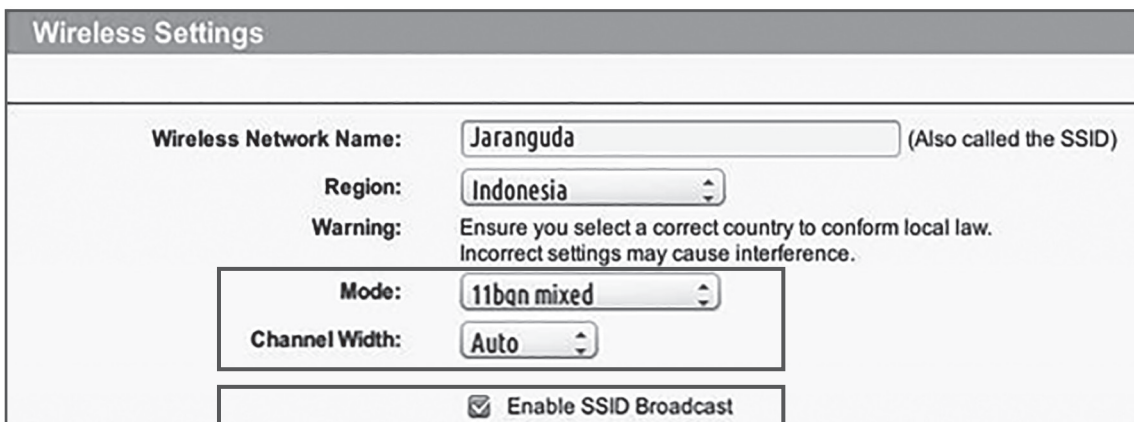 Wireless Settings
Wireless Network Name: Jaranguda (Also called the SSID)
Region: Indonesia
Warning: Ensure you select a correct country to conform local law.
Incorrect settings may cause interference.
Mode: 11bgn mixed
Channel Width: Auto
Enable SSID Broadcast